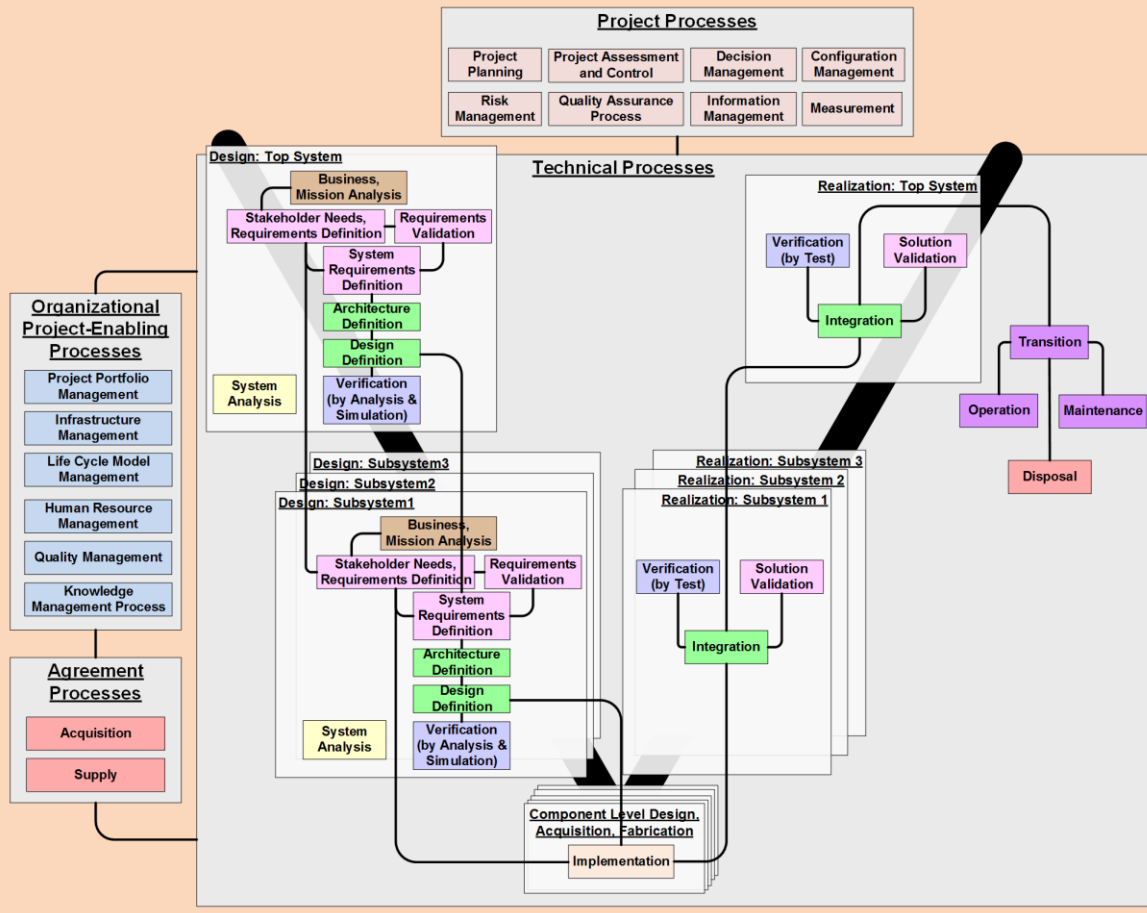 Project Processes
Project
Planning
Project Assessment
and Control
Decision
Management
Configuration
Management
Risk
Management
Quality Assurance
Process
Information
Management
Measurement
Technical Processes
Design: Top System
Business,
Mission Analysis
Stakeholder Needs,
Requirements Definition
Requirements
Validation
System
Requirements
Definition
Architecture
Definition
Design
Definition
System
Analysis
Verification
(by Analysis &
Simulation)
Realization: Top System
Verification
(by Test)
Solution
Validation
Integration
Transition
Operation
Maintenance
Disposal
Organizational
Project-Enabling
Processes
Project Portfolio
Management
Infrastructure
Management
Life Cycle Model
Management
Human Resource
Management
Quality Management
Knowledge
Management Process
Agreement
Processes
Acquisition
Supply
Design: Subsystem3
Design: Subsystem2
Design: Subsystem1
Business,
Mission Analysis
Stakeholder Needs,
Requirements Definition
Requirements
Validation
System
Requirements
Definition
Architecture
Definition
Design
Definition
System
Analysis
Verification
(by Analysis &
Simulation)
Realization: Subsystem 3
Realization: Subsystem 2
Realization: Subsystem 1
Verification
(by Test)
Solution
Validation
Integration
Component Level Design,
Acquisition, Fabrication
Implementation